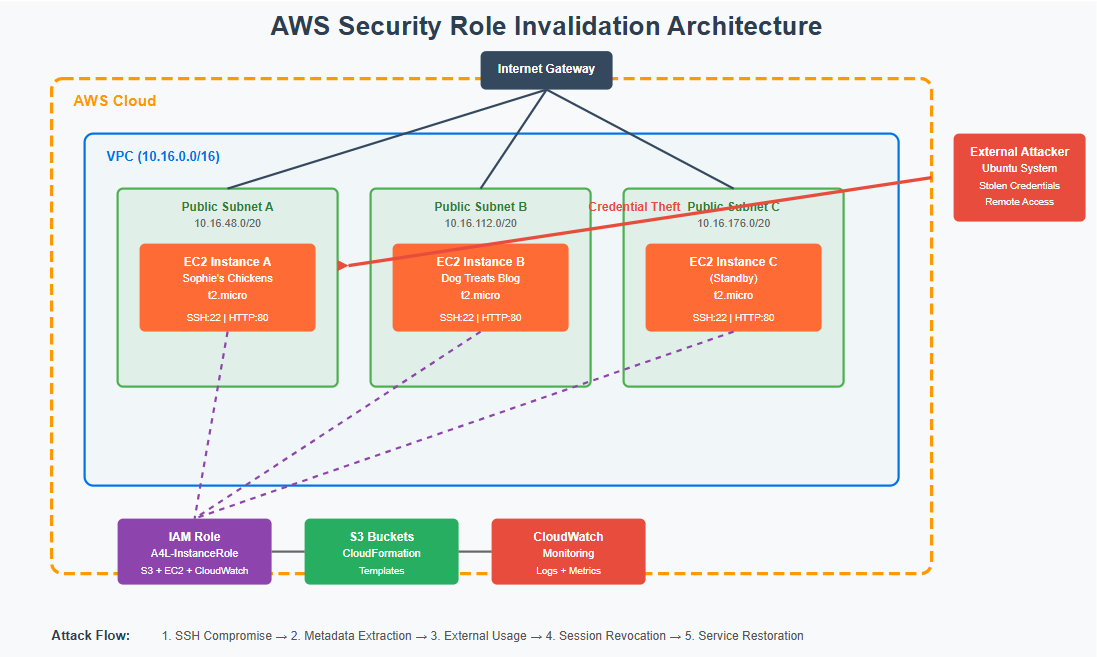 AWS Security Role Invalidation Architecture
Internet Gateway
AWS Cloud
VPC (10.16.0.0/16)
External Attacker
Ubuntu System
Stolen Credentials
Remote Access
Public Subnet A
10.16.48.0/20
EC2 Instance A
Sophie's Chickens
t2.micro
SSH:22 | HTTP:80
Public Subnet B
10.16.112.0/20
EC2 Instance B
Dog Treats Blog
t2.micro
SSH:22 | HTTP:80
Credential Theft
Public Subnet C
10.16.176.0/20
EC2 Instance C
(Standby)
t2.micro
SSH:22 | HTTP:80
IAM Role
A4L-InstanceRole
S3 + EC2 + CloudWatch
S3 Buckets
CloudFormation
Templates
CloudWatch
Monitoring
Logs + Metrics
Attack Flow: 1. SSH Compromise → 2. Metadata Extraction → 3. External Usage → 4. Session Revocation → 5. Service Restoration